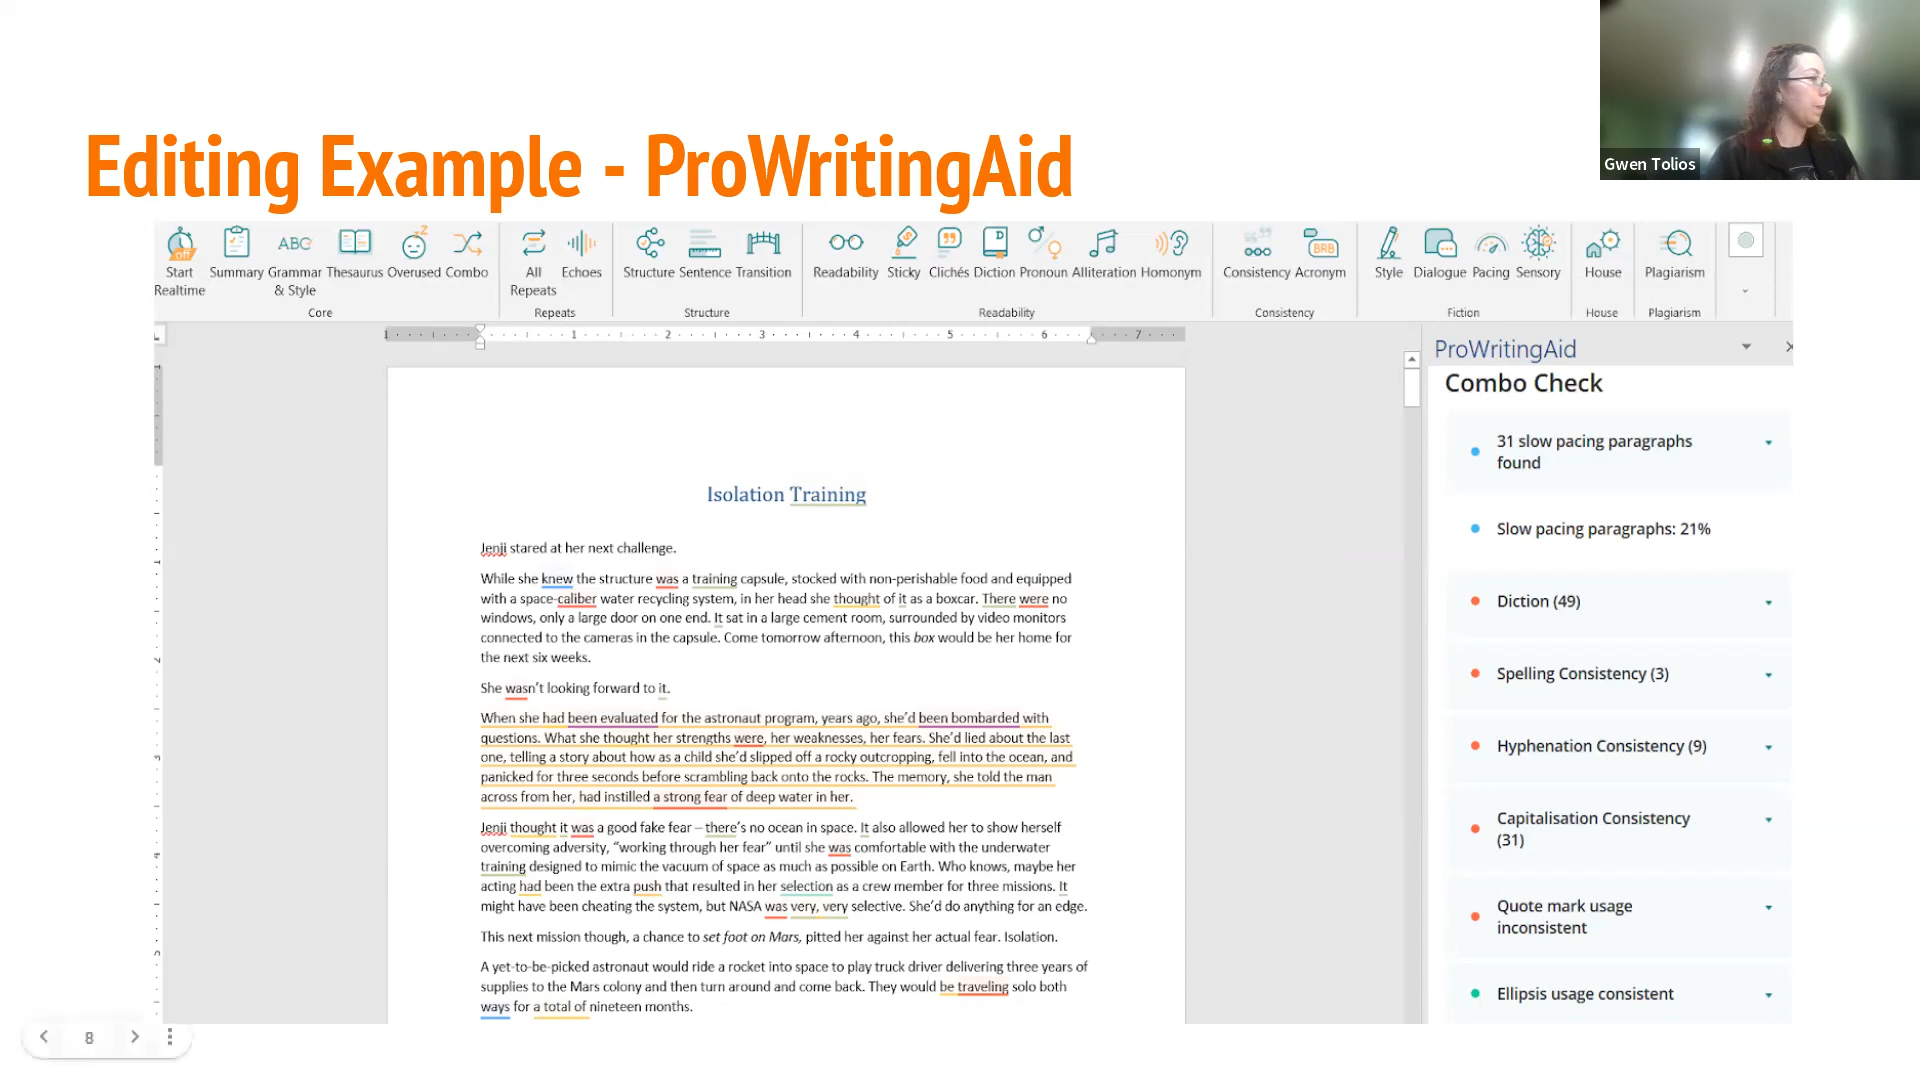 Gwen Tolios
Editing Example - ProWritingAid
Start Realtime
Summary
ABC
Grammar & Style
Thesaurus
Overused
Combo
Core
All Repeats
Echoes
Repeats
Structure
Sentence
Transition
Structure
Readability
Sticky
Clichés
Diction
Pronoun
Alliteration
Homonym
Readability
Consistency
BRB
Acronym
Consistency
Style
Dialogue
Pacing
Sensory
Fiction
House
House
Plagiarism
Plagiarism
1 1 2 3 4 5 6 7
Isolation Training
Jenji stared at her next challenge.
While she knew the structure was a training capsule, stocked with non-perishable food and equipped
with a space-caliber water recycling system, in her head she thought of it as a boxcar. There were no
windows, only a large door on one end. It sat in a large cement room, surrounded by video monitors
connected to the cameras in the capsule. Come tomorrow afternoon, this box would be her home for
the next six weeks.
She wasn't looking forward to it.
When she had been evaluated for the astronaut program, years ago, she'd been bombarded with
questions. What she thought her strengths were, her weaknesses, her fears. She'd lied about the last
one, telling a story about how as a child she'd slipped off a rocky outcropping, fell into the ocean, and
panicked for three seconds before scrambling back onto the rocks. The memory, she told the man
across from her, had instilled a strong fear of deep water in her.
Jenji thought it was a good fake fear – there's no ocean in space. It also allowed her to show herself
overcoming adversity, “working through her fear” until she was comfortable with the underwater
training designed to mimic the vacuum of space as much as possible on Earth. Who knows, maybe her
acting had been the extra push that resulted in her selection as a crew member for three missions. It
might have been cheating the system, but NASA was very, very selective. She'd do anything for an edge.
This next mission though, a chance to set foot on Mars, pitted her against her actual fear. Isolation.
A yet-to-be-picked astronaut would ride a rocket into space to play truck driver delivering three years of
supplies to the Mars colony and then turn around and come back. They would be traveling solo both
ways for a total of nineteen months.
ProWritingAid
Combo Check
31 slow pacing paragraphs
found
Slow pacing paragraphs: 21%
Diction (49)
Spelling Consistency (3)
Hyphenation Consistency (9)
Capitalisation Consistency
(31)
Quote mark usage
inconsistent
Ellipsis usage consistent
8